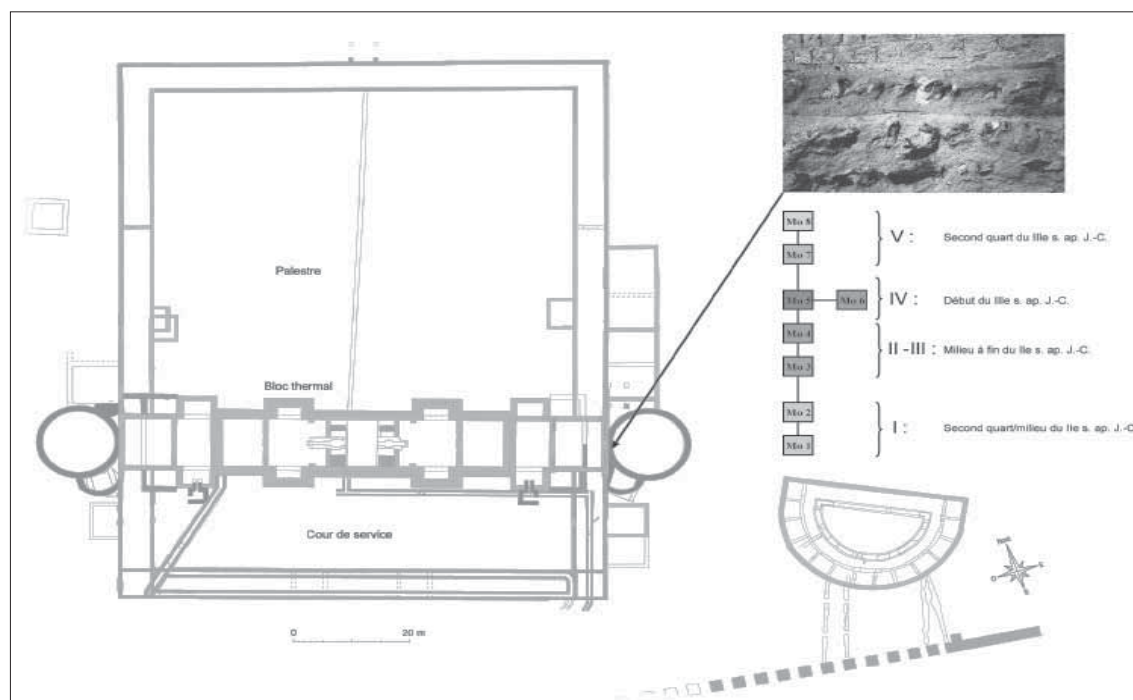 Palestre
Bloc thermal
Cour de service
0 20 m
Mo 8
Mo 7
V : Second quart du IIIe s. ap. J.-C.
Mo 5 Mo 6
IV : Début du IIIe s. ap. J.-C.
Mo 4
Mo 3
II -III : Milieu à fin du IIe s. ap. J.-C.
Mo 2
Mo 1
I : Second quart/milieu du IIe s. ap. J.-C.